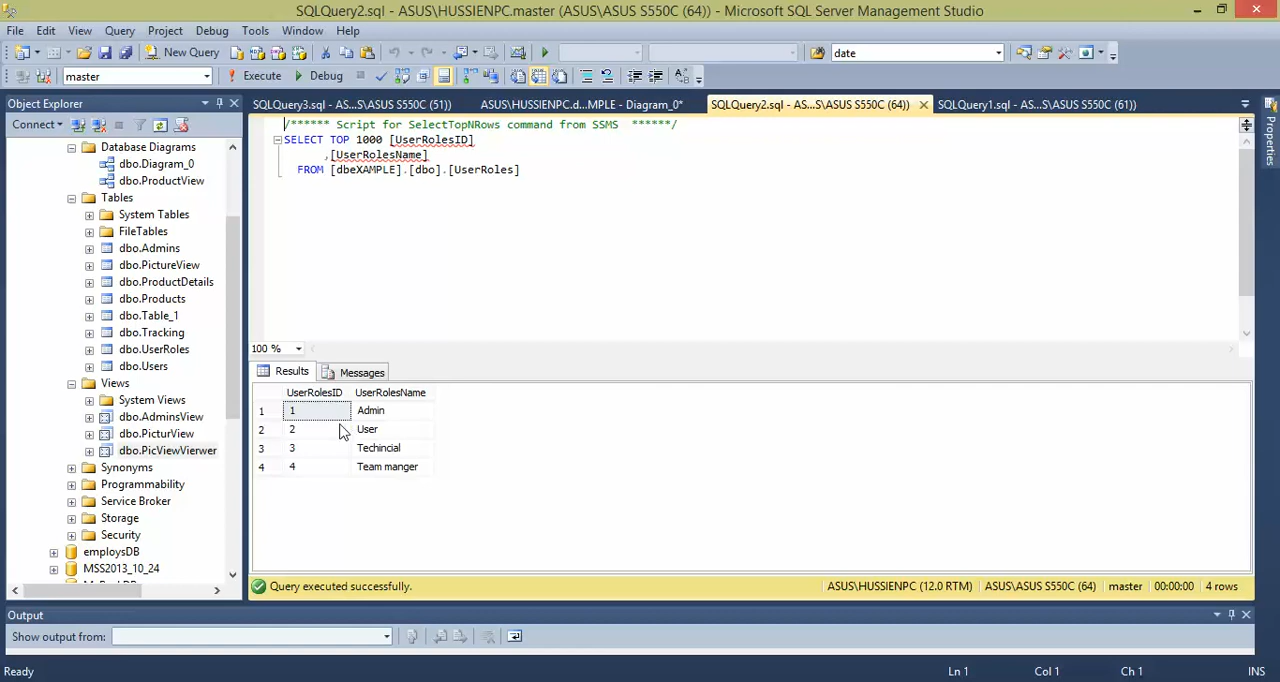 SQLQuery2.sql - ASUS\HUSSIENPC.master (ASUS\ASUS S550C (64)) - Microsoft SQL Server Management Studio
File Edit View Query Project Debug Tools Window Help
New Query date
master Execute Debug
Object Explorer
SQLQuery3.sql - AS...S\ASUS S550C (51)) ASUS\HUSSIENPC.d...MPLE - Diagram_0* SQLQuery2.sql - AS...S\ASUS S550C (64)) SQLQuery1.sql - AS...S\ASUS S550C (61))
Connect
Database Diagrams
dbo.Diagram_0
dbo.ProductView
Tables
System Tables
FileTables
dbo.Admins
dbo.PictureView
dbo.ProductDetails
dbo.Products
dbo.Table_1
dbo.Tracking
dbo.UserRoles
dbo.Users
Views
System Views
dbo.AdminsView
dbo.PicturView
dbo.PicViewVierwer
Synonyms
Programmability
Service Broker
Storage
Security
employsDB
MSS2013_10_24
/****** Script for SelectTopNRows command from SSMS ******/
SELECT TOP 1000 [UserRolesID]
,[UserRolesName]
FROM [dbeXAMPLE].[dbo].[UserRoles]
100 %
Results Messages
UserRolesID UserRolesName
1 1 Admin
2 2 User
3 3 Techincial
4 4 Team manger
Query executed successfully. ASUS\HUSSIENPC (12.0 RTM) ASUS\ASUS S550C (64) master 00:00:00 4 rows
Properties
Output
Show output from:
Ready Ln 1 Col 1 Ch 1 INS